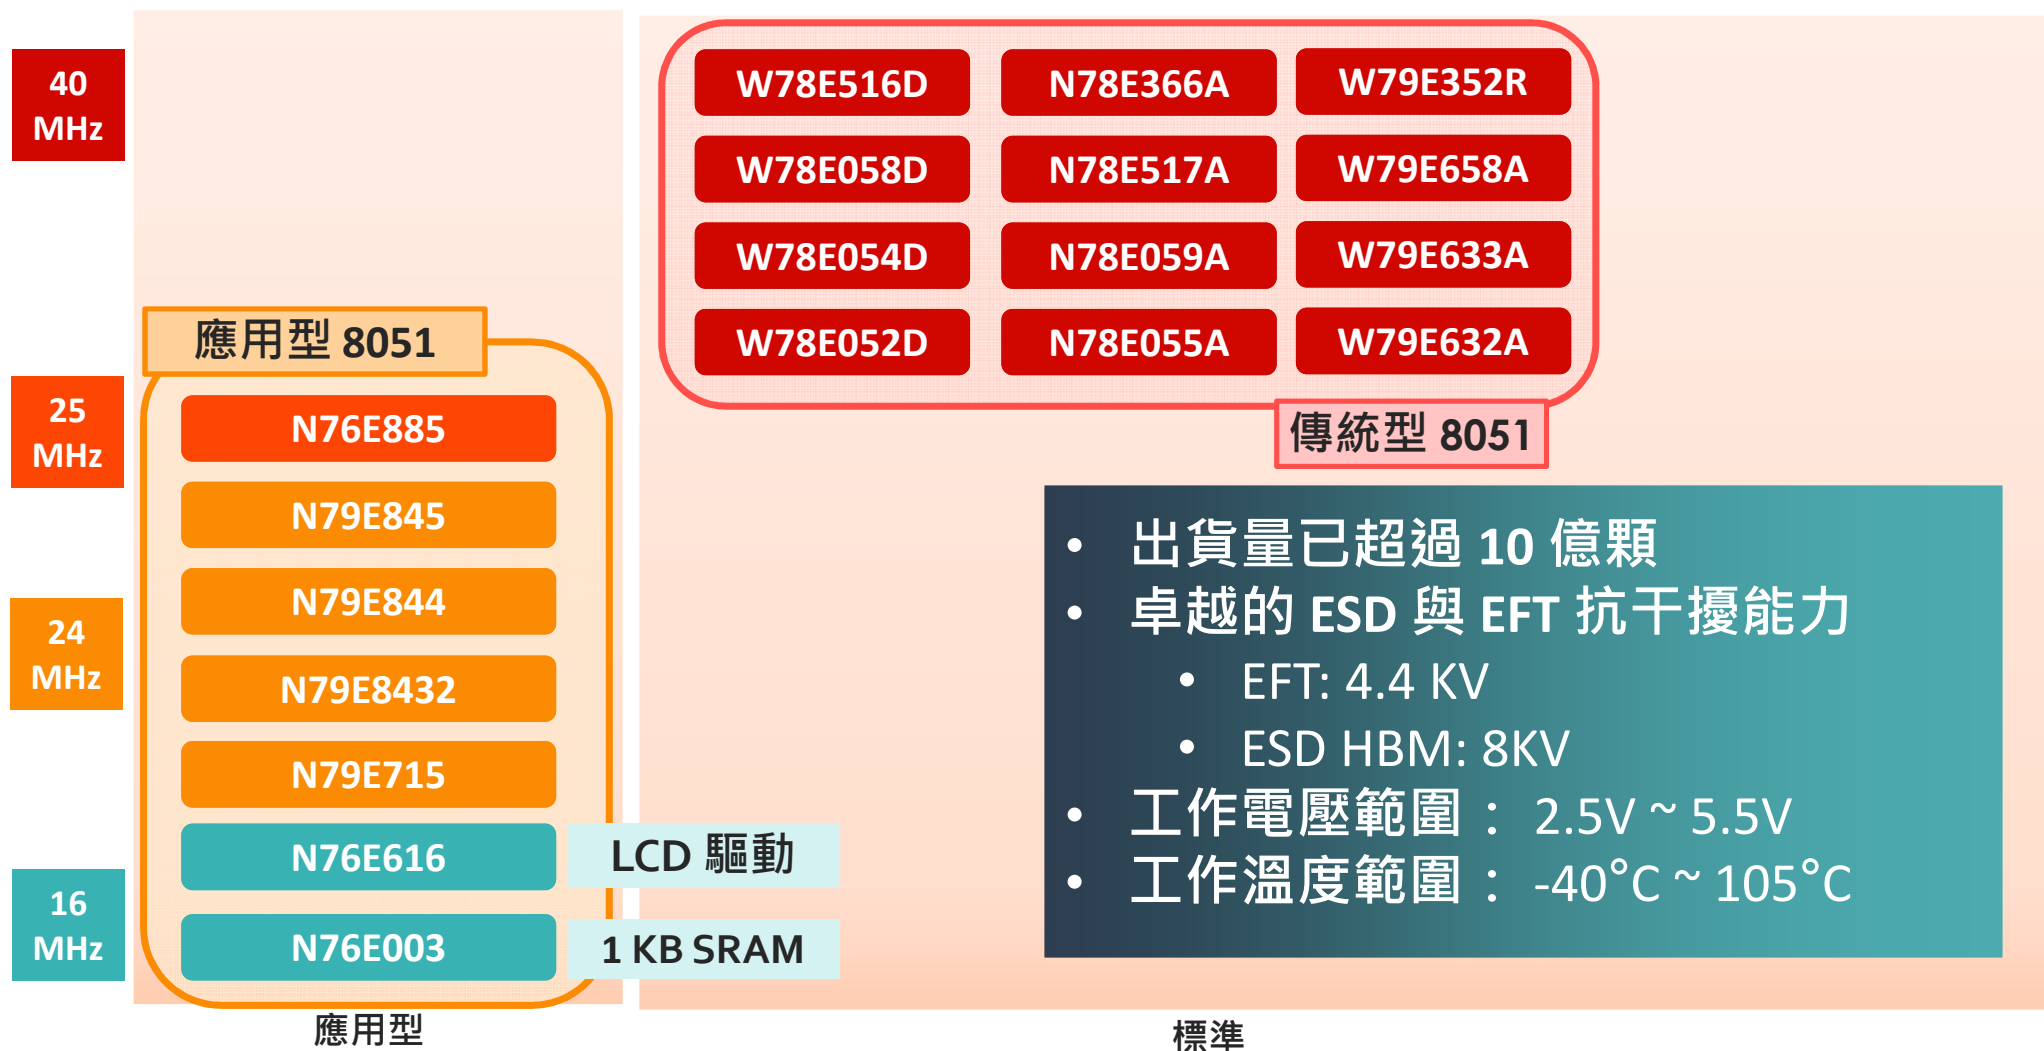 40
MHz
25
MHz
24
MHz
16
MHz
應用型 8051
N76E885
N79E845
N79E844
N79E8432
N79E715
N76E616
LCD 驅動
N76E003
1 KB SRAM
應用型
W78E516D
N78E366A
W79E352R
W78E058D
N78E517A
W79E658A
W78E054D
N78E059A
W79E633A
W78E052D
N78E055A
W79E632A
傳統型 8051
• 出貨量已超過 10 億顆
• 卓越的 ESD 與 EFT 抗干擾能力
• EFT: 4.4 KV
• ESD HBM: 8KV
• 工作電壓範圍： 2.5V ~ 5.5V
• 工作溫度範圍： -40°C ~ 105°C
標準